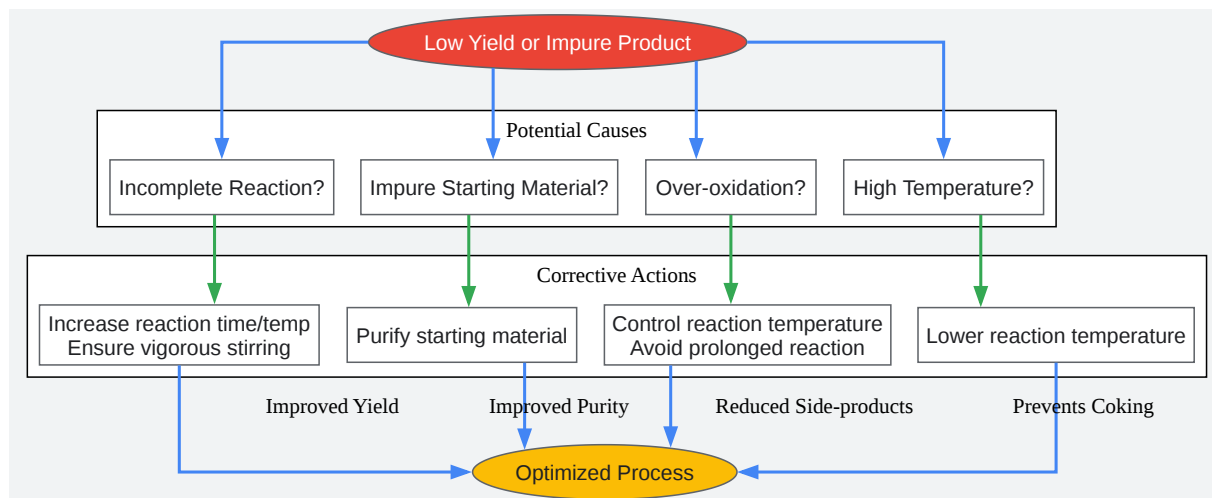 Low Yield or Impure Product
Potential Causes
Incomplete Reaction?
Impure Starting Material?
Over-oxidation?
High Temperature?
Corrective Actions
Increase reaction time/temp
Ensure vigorous stirring
Purify starting material
Control reaction temperature
Avoid prolonged reaction
Lower reaction temperature
Improved Yield
Improved Purity
Reduced Side-products
Prevents Coking
Optimized Process